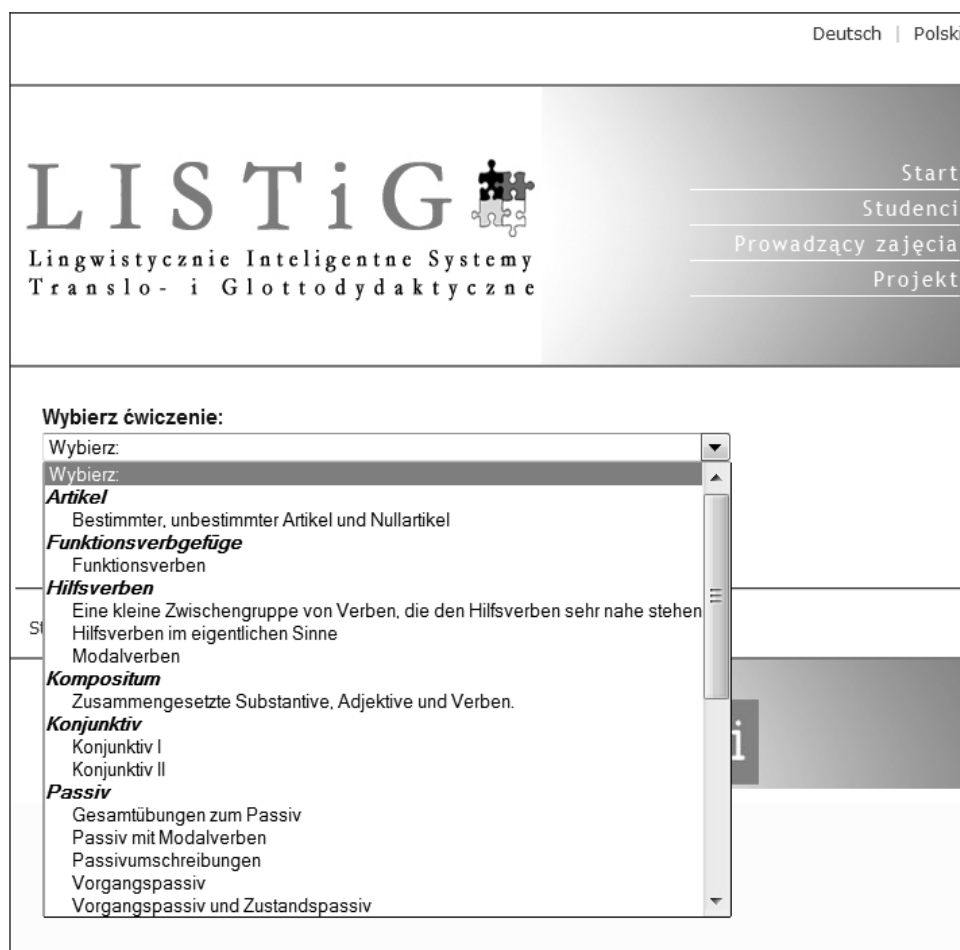 Deutsch | Polski
LISTiG
Lingwistycznie Inteligentne Systemy
Translo- i Glottodydaktyczne
Start
Studenci
Prowadzący zajęcia
Projekt
Wybierz ćwiczenie:
Wybierz:
Wybierz:
Artikel
Bestimmter, unbestimmter Artikel und Nullartikel
Funktionsverbgefüge
Funktionsverben
Hilfsverben
Eine kleine Zwischengruppe von Verben, die den Hilfsverben sehr nahe stehen
Hilfsverben im eigentlichen Sinne
Modalverben
Kompositum
Zusammengesetzte Substantive, Adjektive und Verben.
Konjunktiv
Konjunktiv I
Konjunktiv II
Passiv
Gesamtübungen zum Passiv
Passiv mit Modalverben
Passivumschreibungen
Vorgangspassiv
Vorgangspassiv und Zustandspassiv